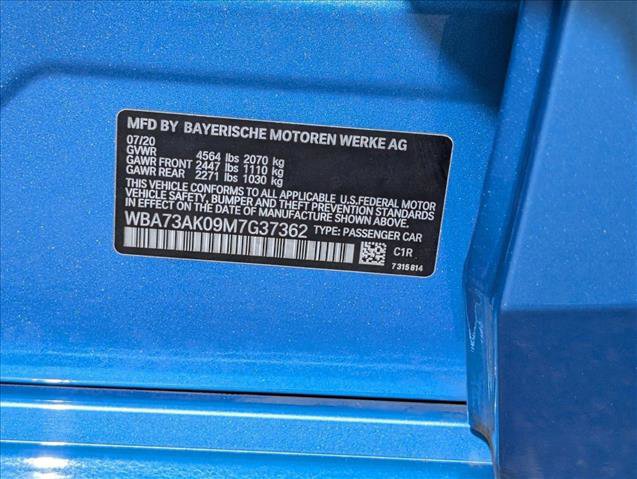 MFD BY BAYERISCHE MOTOREN WERKE AG
07/20
GVWR 4564 lbs 2070 kg
GAWR FRONT 2447 lbs 1110 kg
GAWR REAR 2271 lbs 1030 kg
THIS VEHICLE CONFORMS TO ALL APPLICABLE U.S.FEDERAL MOTOR
VEHICLE SAFETY, BUMPER AND THEFT PREVENTION STANDARDS
IN EFFECT ON THE DATE OF MANUFACTURE SHOWN ABOVE.
WBA73AK09M7G37362 TYPE: PASSENGER CAR
C1R
7315814